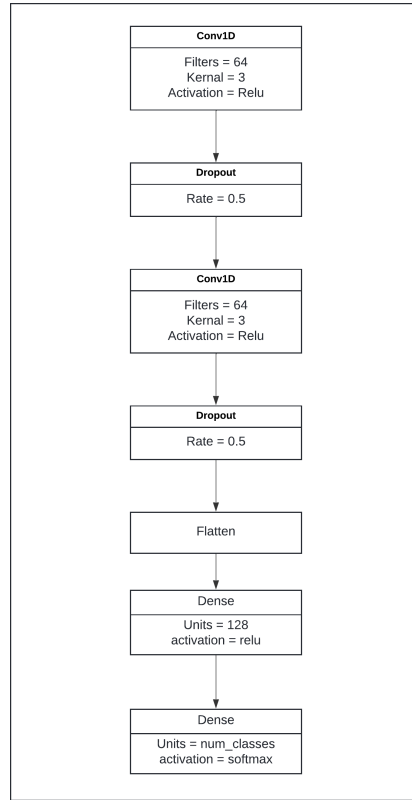 Conv1D
Filters = 64
Kernal = 3
Activation = Relu
Dropout
Rate = 0.5
Conv1D
Filters = 64
Kernal = 3
Activation = Relu
Dropout
Rate = 0.5
Flatten
Dense
Units = 128
activation = relu
Dense
Units = num_classes
activation = softmax